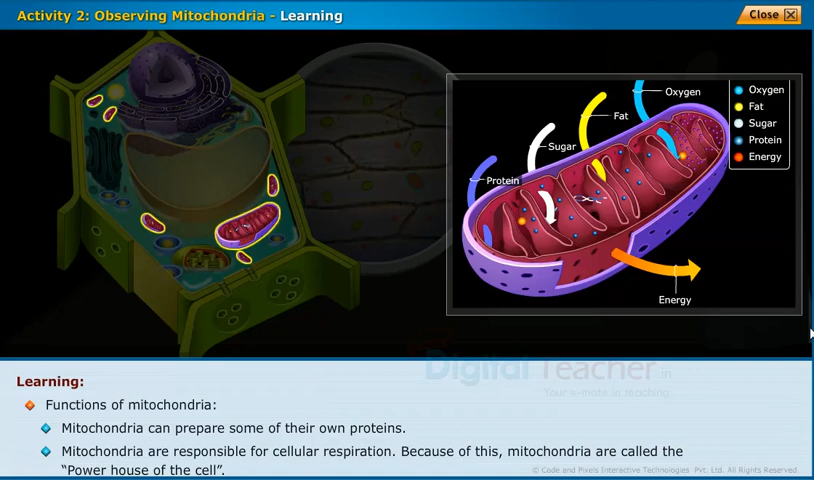 Activity 2: Observing Mitochondria - Learning
Close
Oxygen
Fat
Sugar
Protein
Oxygen
Fat
Sugar
Protein
Energy
Energy
Digital Teacher.in
Your e-mate in teaching
Learning:
Functions of mitochondria:
Mitochondria can prepare some of their own proteins.
Mitochondria are responsible for cellular respiration. Because of this, mitochondria are called the
“Power house of the cell”.
© Code and Pixels Interactive Technologies Pvt. Ltd. All Rights Reserved.